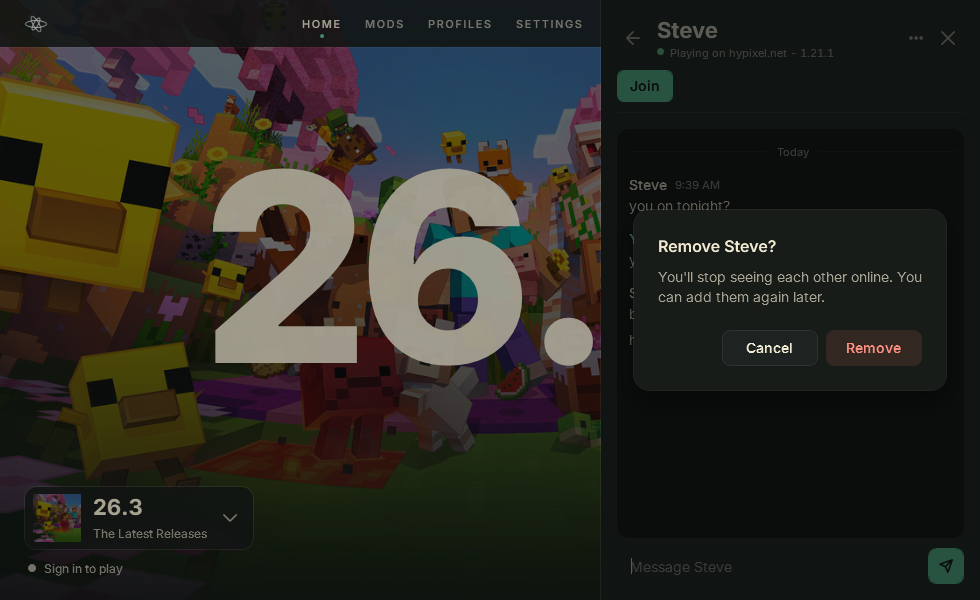 HOME MODS PROFILES SETTINGS
26.
26.3
The Latest Releases
Sign in to play
Steve
Playing on hypixel.net - 1.21.1
Join
Today
Steve 9:39 AM
you on tonight?
Remove Steve?
You'll stop seeing each other online. You
can add them again later.
Cancel Remove
Message Steve